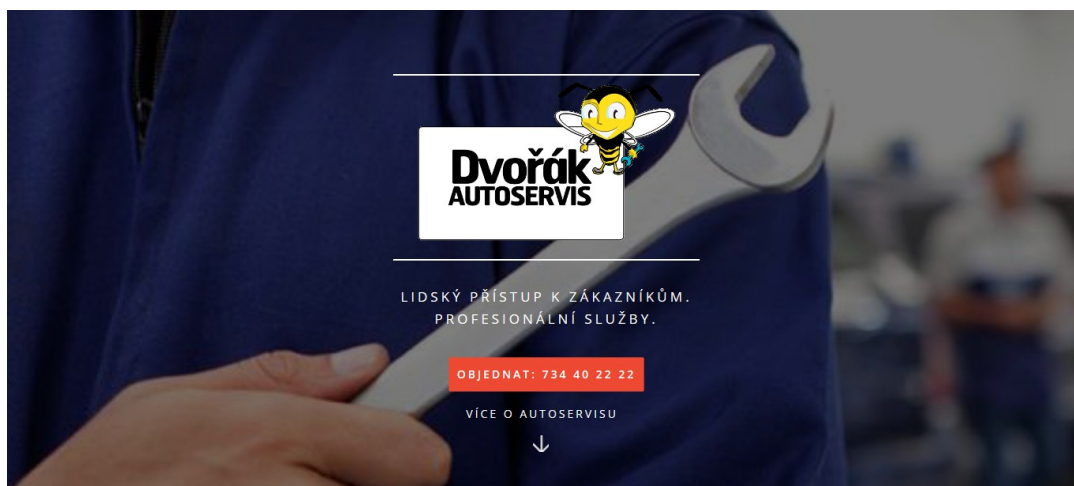 Dvořák
AUTOSERVIS
LIDSKÝ PŘÍSTUP K ZÁKAZNÍKŮM.
PROFESIONÁLNÍ SLUŽBY.
OBJEDNAT: 734 40 22 22
VÍCE O AUTOSERVISU